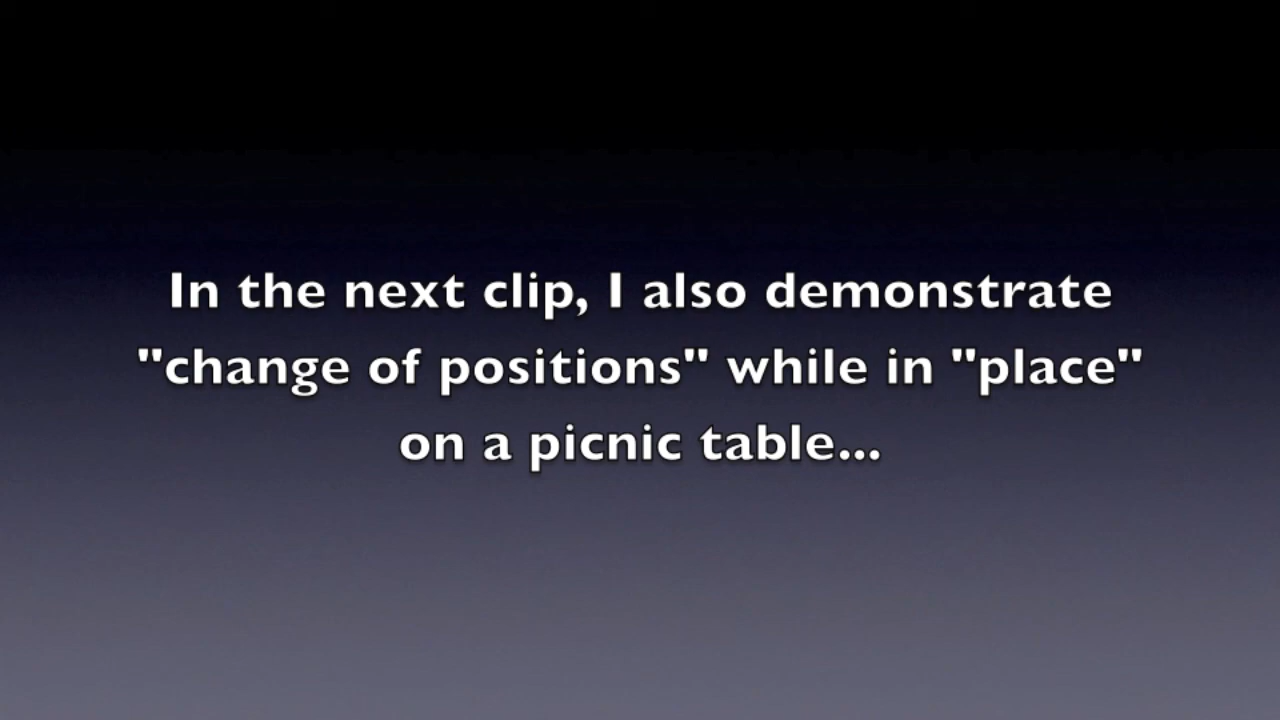 In the next clip, I also demonstrate
"change of positions" while in "place"
on a picnic table...